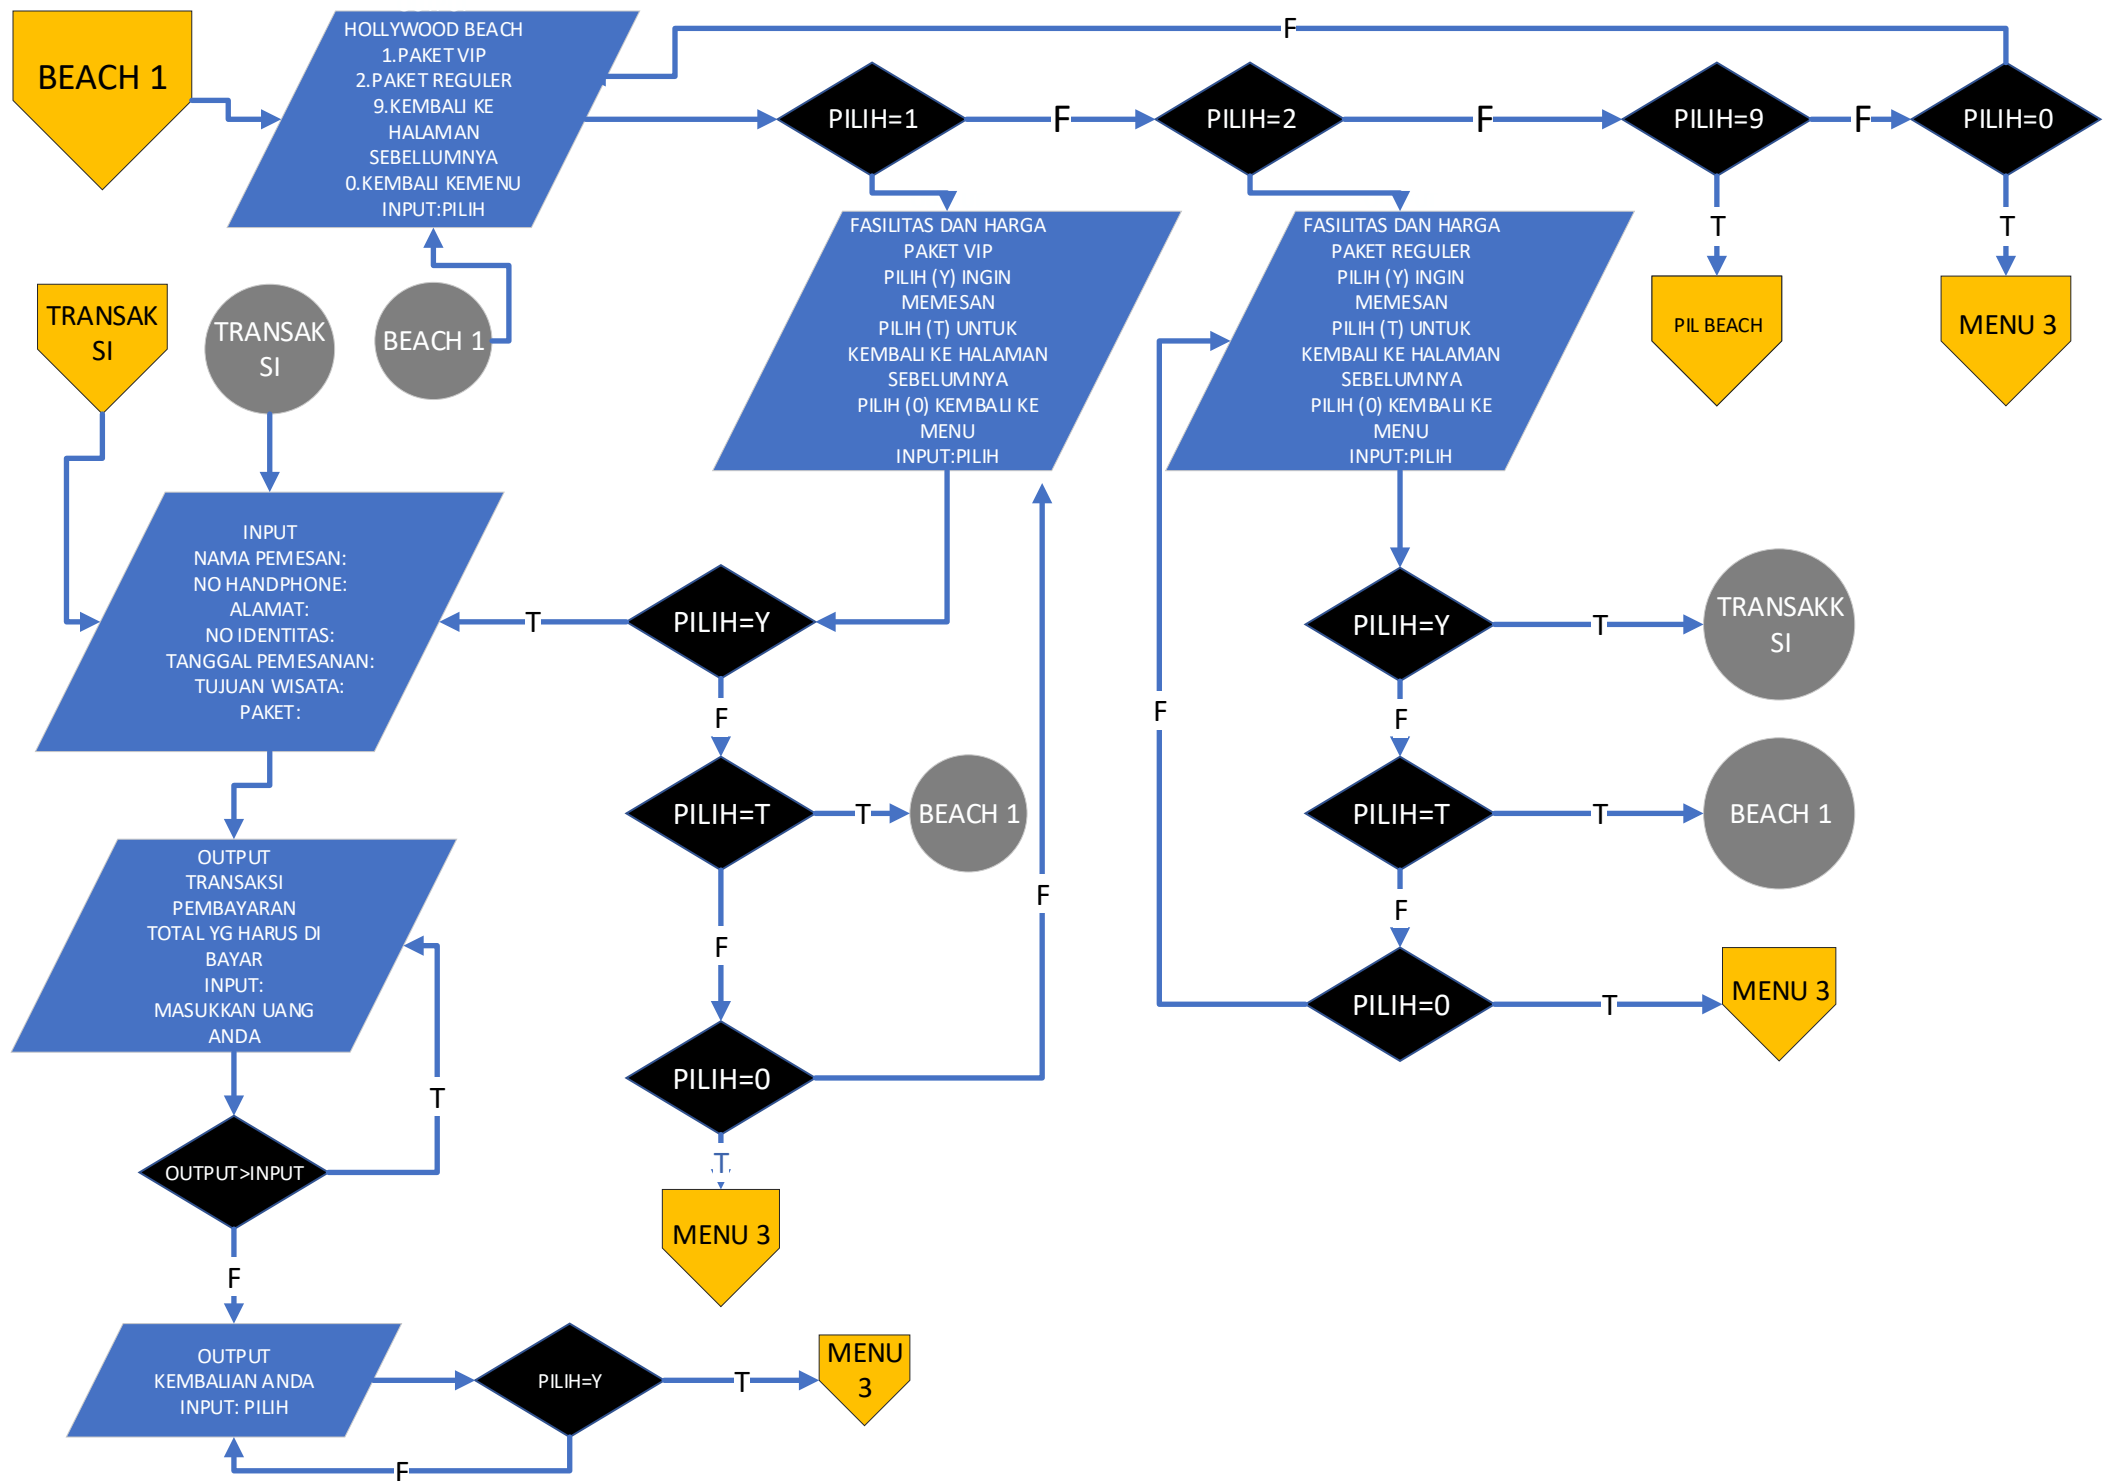 BEACH 1
HOLLYWOOD BEACH
1.PAKET VIP
2.PAKET REGULER
9.KEMBALI KE
HALAMAN
SEBELLUMNYA
0.KEMBALI KEMENU
INPUT:PILIH
F
PILIH=1
F
PILIH=2
F
PILIH=9
F
PILIH=0
T
T
PIL BEACH
MENU 3
FASILITAS DAN HARGA
PAKET VIP
PILIH (Y) INGIN
MEMESAN
PILIH (T) UNTUK
KEMBALI KE HALAMAN
SEBELUMNYA
PILIH (0) KEMBALI KE
MENU
INPUT:PILIH
FASILITAS DAN HARGA
PAKET REGULER
PILIH (Y) INGIN
MEMESAN
PILIH (T) UNTUK
KEMBALI KE HALAMAN
SEBELUMNYA
PILIH (0) KEMBALI KE
MENU
INPUT:PILIH
TRANSAK
SI
TRANSAK
SI
BEACH 1
INPUT
NAMA PEMESAN:
NO HANDPHONE:
ALAMAT:
NO IDENTITAS:
TANGGAL PEMESANAN:
TUJUAN WISATA:
PAKET:
T
PILIH=Y
F
PILIH=T
T
BEACH 1
F
PILIH=0
F
T
MENU 3
F
PILIH=Y
T
TRANSAKK
SI
F
PILIH=T
T
BEACH 1
F
PILIH=0
T
MENU 3
OUTPUT
TRANSAKSI
PEMBAYARAN
TOTAL YG HARUS DI
BAYAR
INPUT:
MASUKKAN UANG
ANDA
T
OUTPUT>INPUT
F
OUTPUT
KEMBALIAN ANDA
INPUT: PILIH
PILIH=Y
T
MENU
3
F